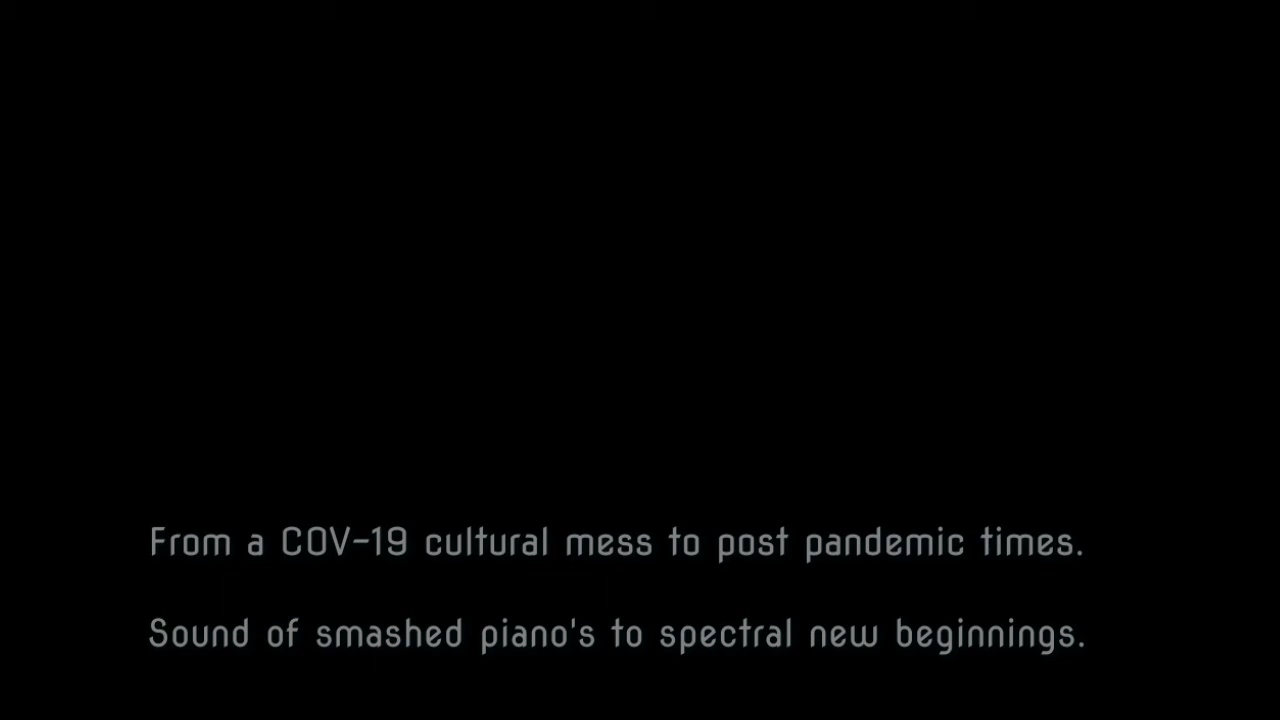 From a COV-19 cultural mess to post pandemic times.
Sound of smashed piano's to spectral new beginnings.